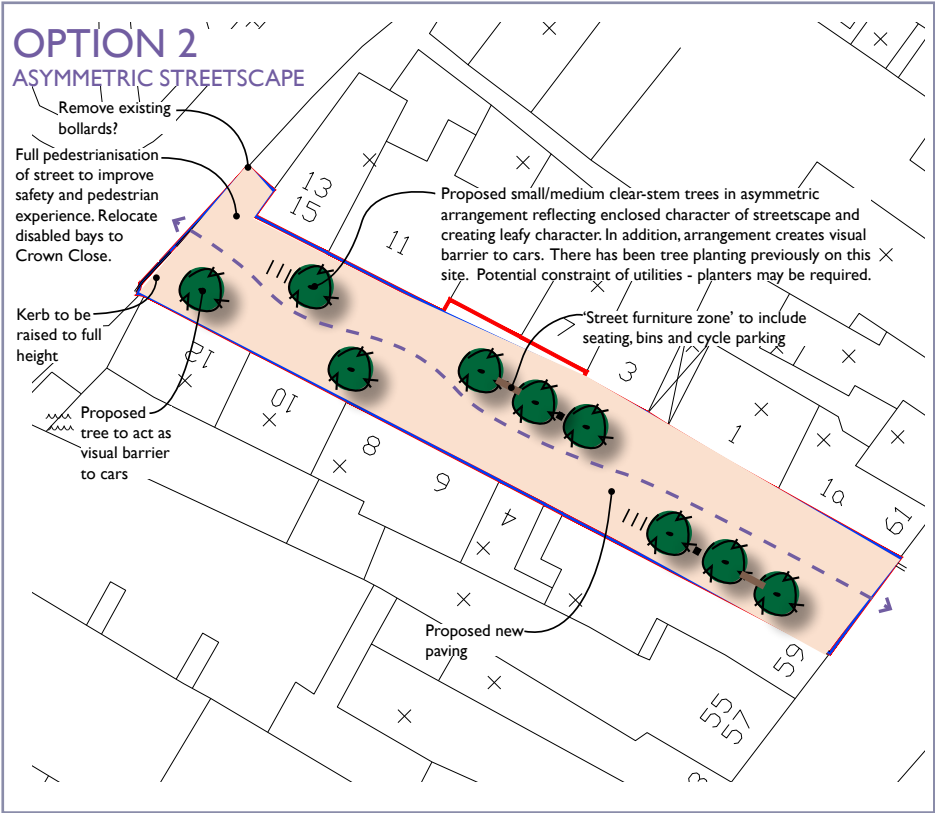 OPTION 2
ASYMMETRIC STREETSCAPE
Remove existing
bollards?
Full pedestrianisation
of street to improve
safety and pedestrian
experience. Relocate
disabled bays to
Crown Close.
Kerb to be
raised to full
height
Proposed
tree to act as
visual barrier
to cars
Proposed small/medium clear-stem trees in asymmetric
arrangement reflecting enclosed character of streetscape and
creating leafy character. In addition, arrangement creates visual
barrier to cars. There has been tree planting previously on this
site. Potential constraint of utilities - planters may be required.
'Street furniture zone' to include
seating, bins and cycle parking
Proposed new
paving
13
15
11
7
3
1
1a
61
12
10
8
6
4
59
55
57